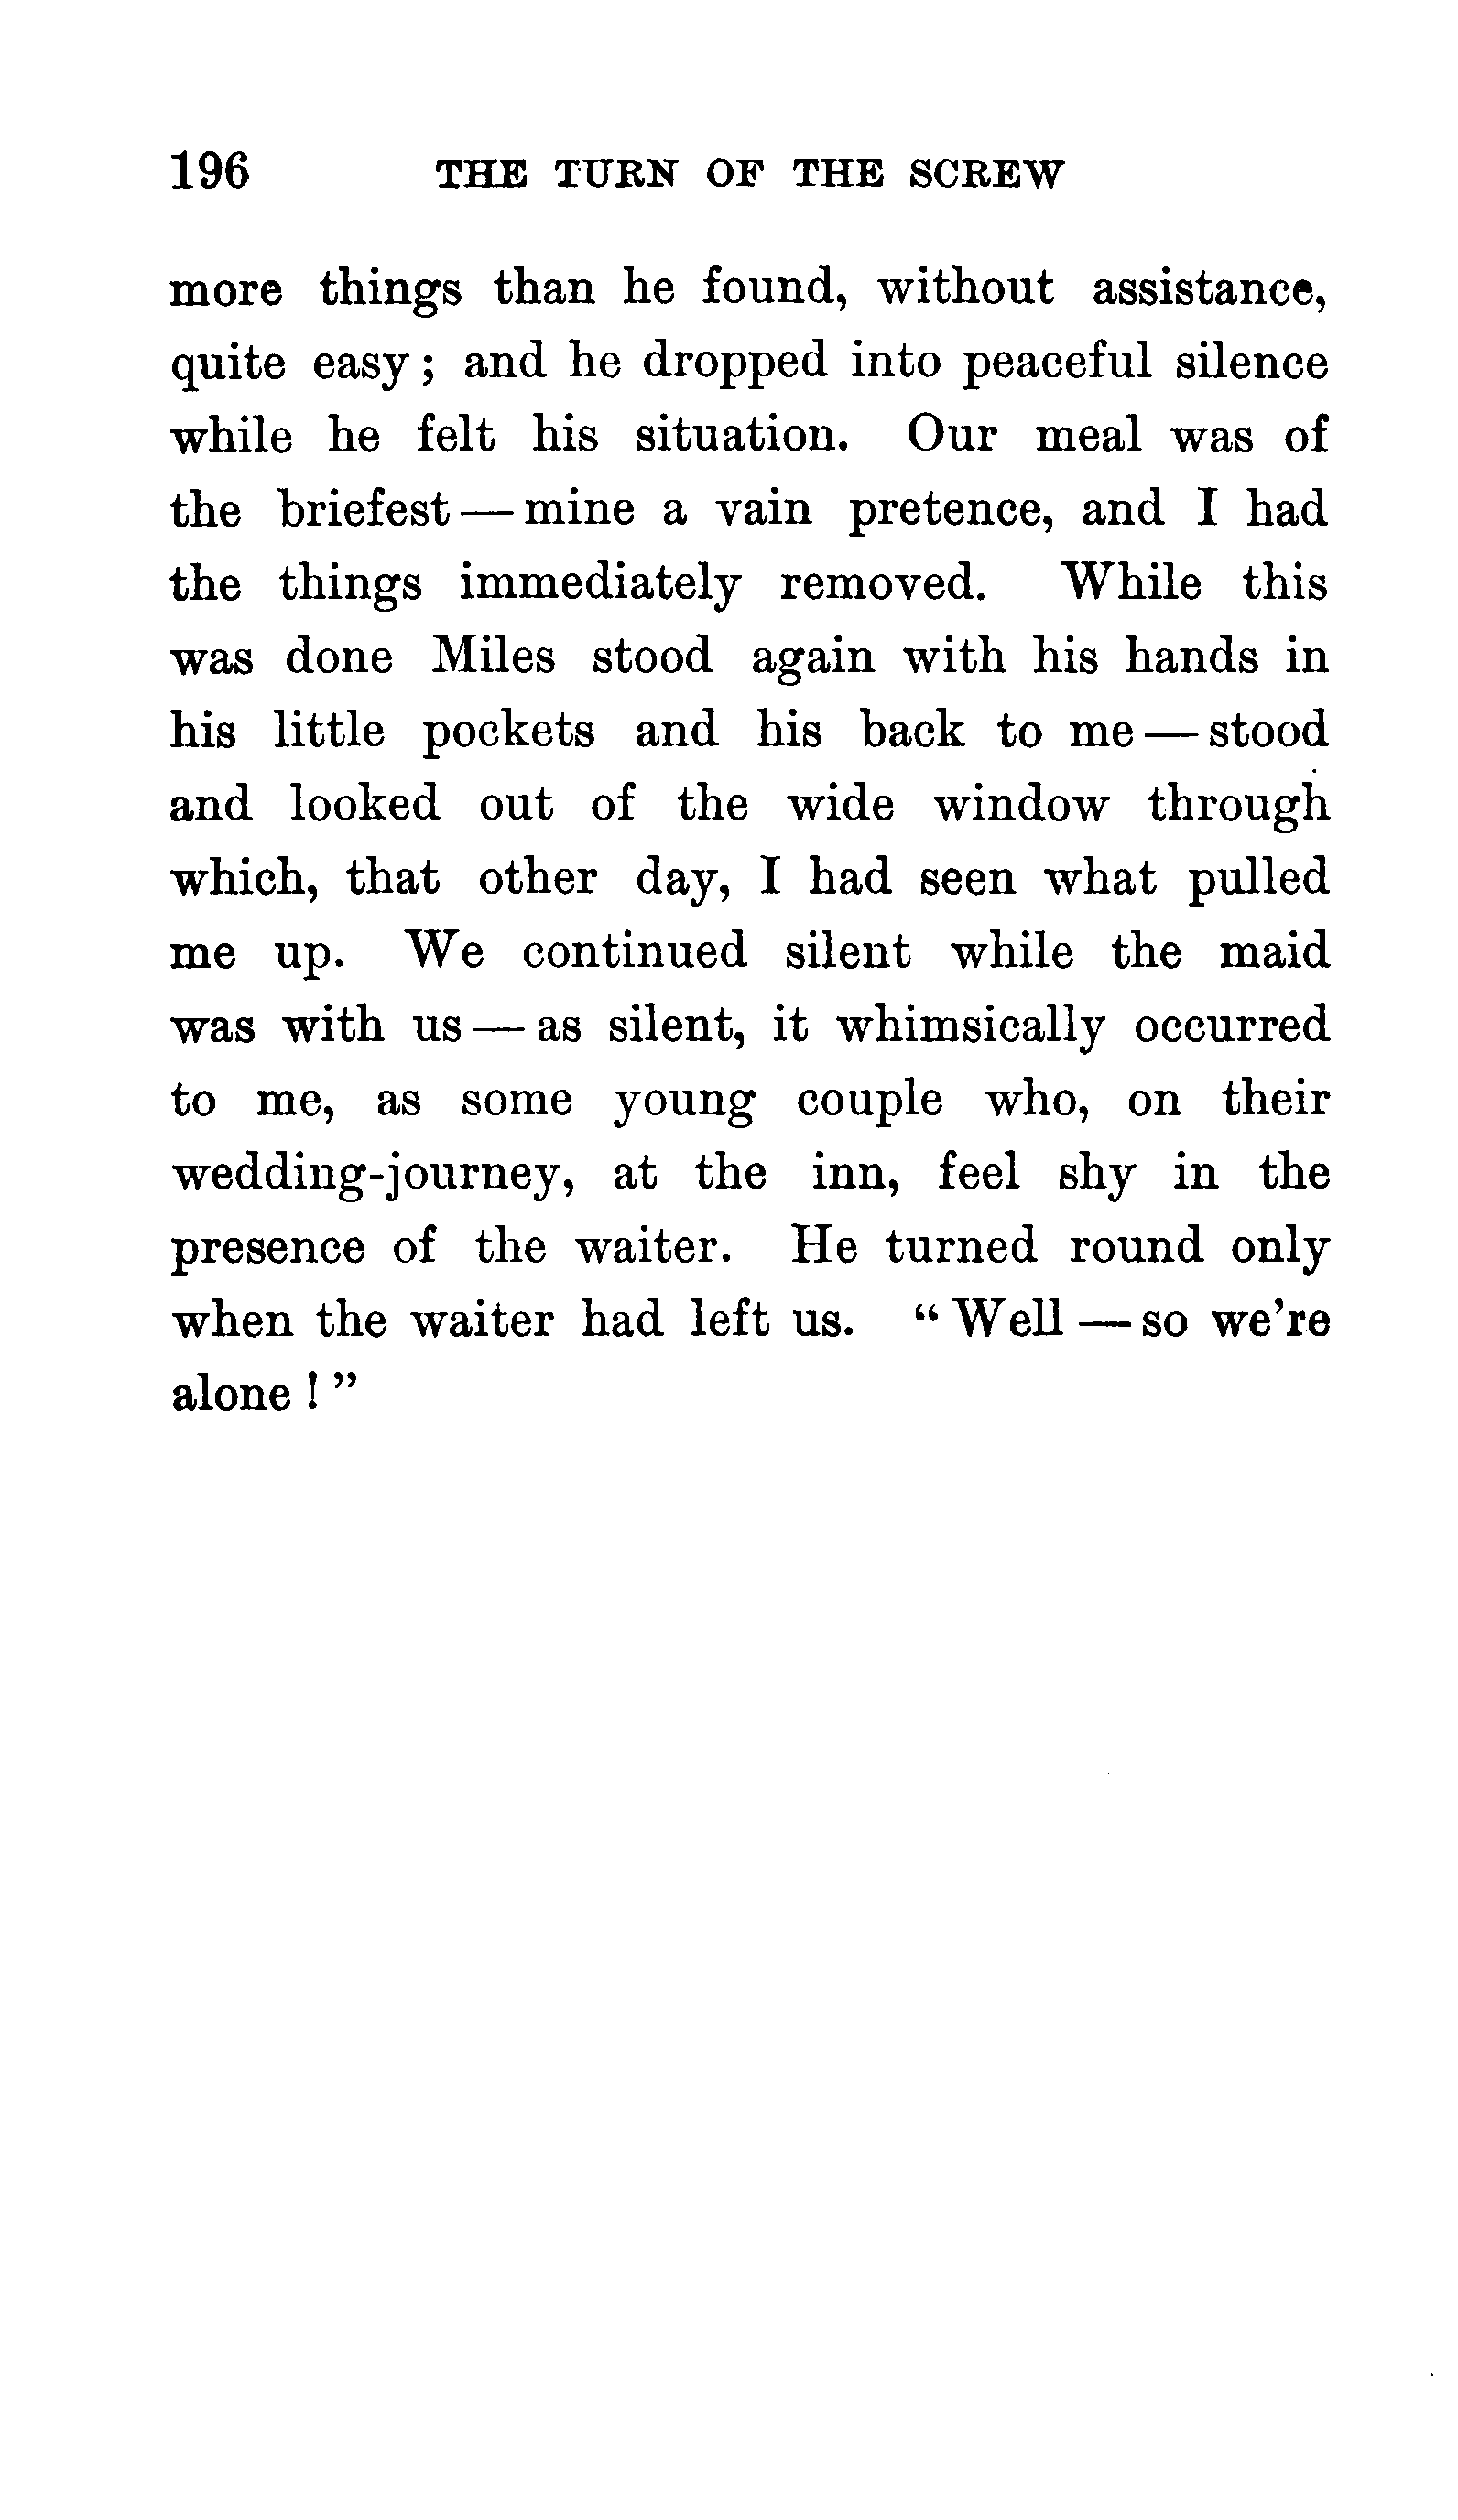 196 THE TURN OF THE SCREW
more things than he found, without assistance,
quite easy; and he dropped into peaceful silence
while he felt his situation. Our meal was of
the briefest — mine a vain pretence, and I had
the things immediately removed. While this
was done Miles stood again with his hands in
his little pockets and his back to me — stood
and looked out of the wide window through
which, that other day, I had seen what pulled
me up. We continued silent while the maid
was with us — as silent, it whimsically occurred
to me, as some young couple who, on their
wedding-journey, at the inn, feel shy in the
presence of the waiter. He turned round only
when the waiter had left us. “Well — so we’re
alone!”